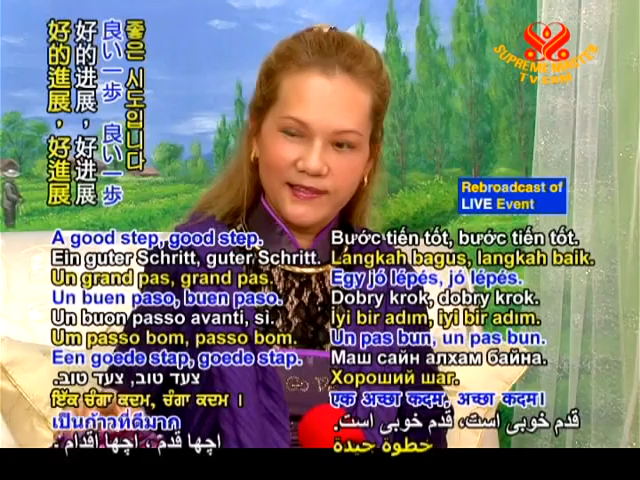 好的進展，好進展
好的进展，好进展
良い一歩 良い一歩
좋은 시도입니다
SUPREME MASTER
TV.COM
Rebroadcast of
LIVE Event
A good step, good step.
Ein guter Schritt, guter Schritt.
Un grand pas, grand pas.
Un buen paso, buen paso.
Un buon passo avanti, sì.
Um passo bom, passo bom.
Een goede stap, goede stap.
צעד טוב, צעד טוב.
ਇੱਕ ਚੰਗਾ ਕਦਮ, ਚੰਗਾ ਕਦਮ ।
เป็นก้าวที่ดีมาก
اچھا قدم ، اچھا اقدام .
Bước tiến tốt, bước tiến tốt.
Langkah bagus, langkah baik.
Egy jó lépés, jó lépés.
Dobrý krok, dobrý krok.
İyi bir adım, iyi bir adım.
Un pas bun, un pas bun.
Маш сайн алхам байна.
Хороший шаг.
एक अच्छा कदम, अच्छा कदम।
قدم خوبی است، قدم خوبی است.
خطوة جيدة